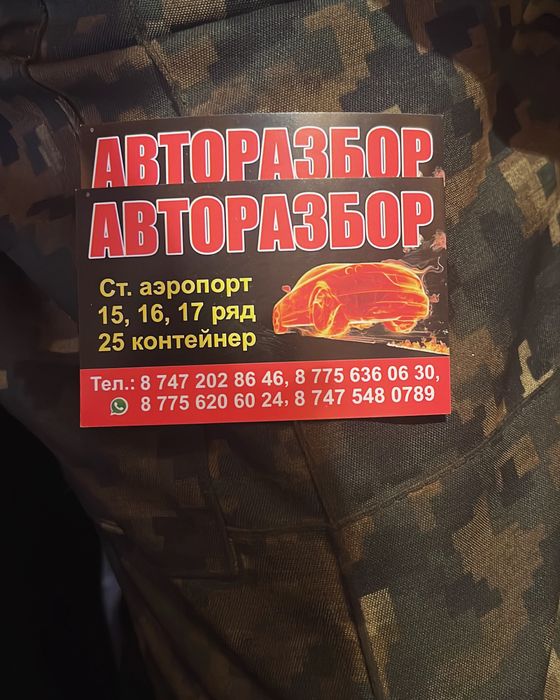 АВТОРАЗБОР
АВТОРАЗБОР
Ст. аэропорт
15, 16, 17 ряд
25 контейнер
Тел.: 8 747 202 86 46, 8 775 636 06 30,
8 775 620 60 24, 8 747 548 0789